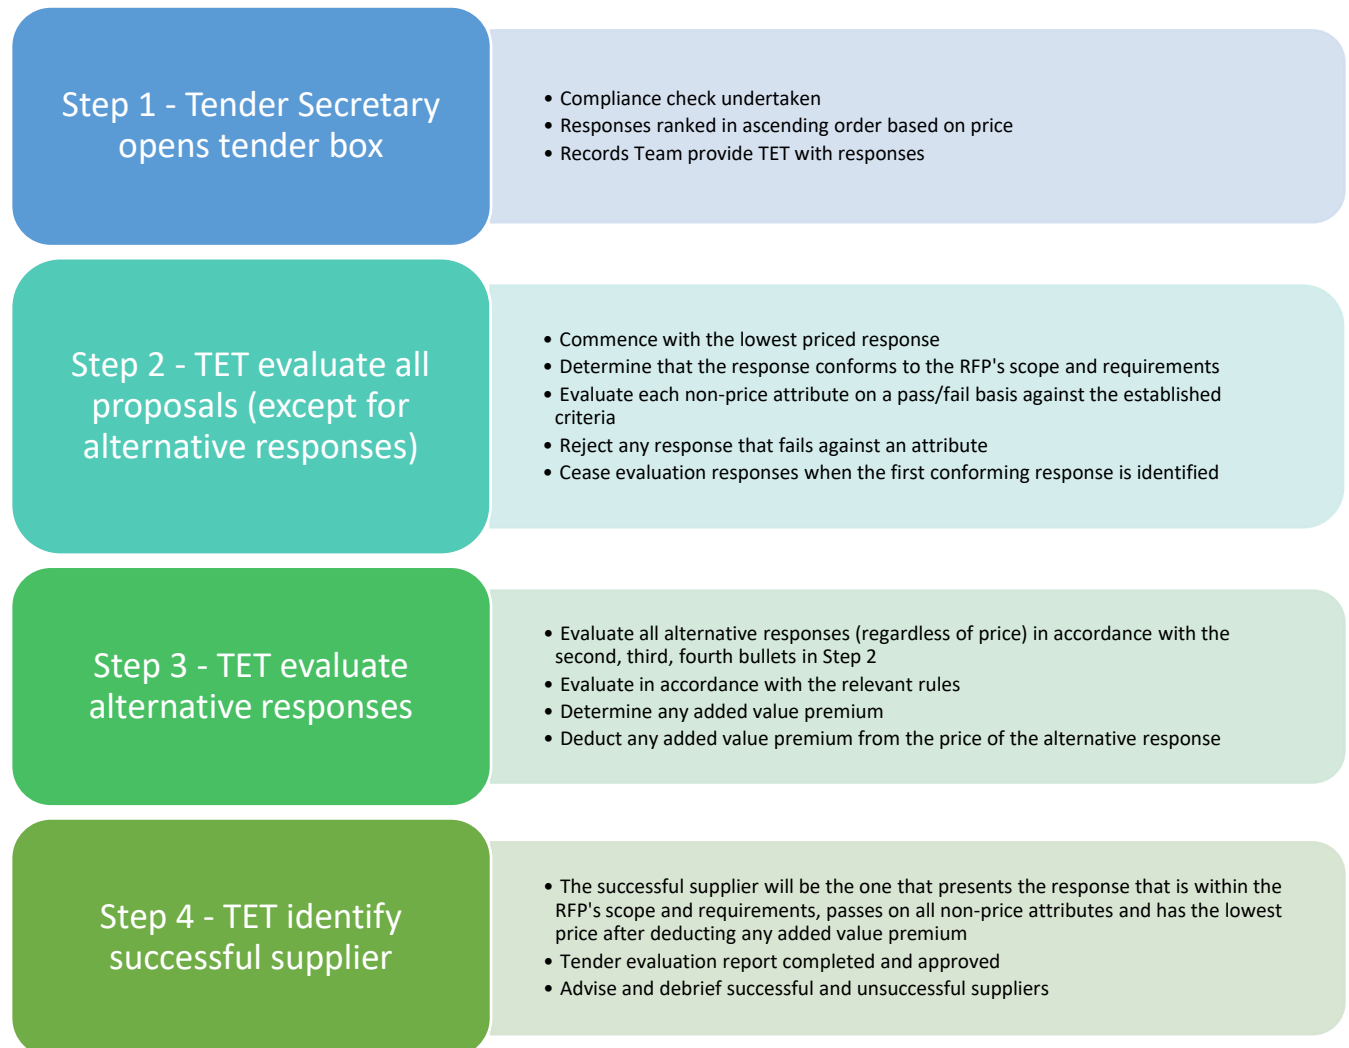 Step 1 - Tender Secretary
opens tender box
• Compliance check undertaken
• Responses ranked in ascending order based on price
• Records Team provide TET with responses
Step 2 - TET evaluate all
proposals (except for
alternative responses)
• Commence with the lowest priced response
• Determine that the response conforms to the RFP's scope and requirements
• Evaluate each non-price attribute on a pass/fail basis against the established
criteria
• Reject any response that fails against an attribute
• Cease evaluation responses when the first conforming response is identified
Step 3 - TET evaluate
alternative responses
• Evaluate all alternative responses (regardless of price) in accordance with the
second, third, fourth bullets in Step 2
• Evaluate in accordance with the relevant rules
• Determine any added value premium
• Deduct any added value premium from the price of the alternative response
Step 4 - TET identify
successful supplier
• The successful supplier will be the one that presents the response that is within the
RFP's scope and requirements, passes on all non-price attributes and has the lowest
price after deducting any added value premium
• Tender evaluation report completed and approved
• Advise and debrief successful and unsuccessful suppliers